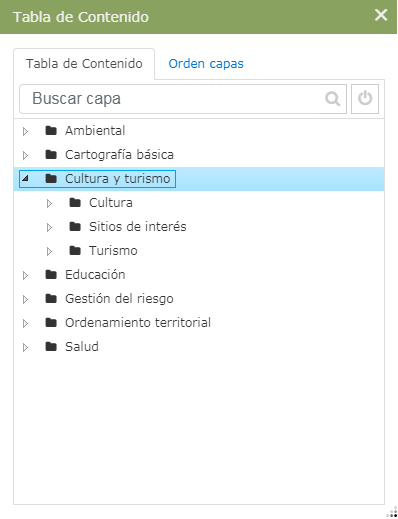 Tabla de Contenido
Tabla de Contenido
Orden capas
Buscar capa
Ambiental
Cartografía básica
Cultura y turismo
Cultura
Sitios de interés
Turismo
Educación
Gestión del riesgo
Ordenamiento territorial
Salud